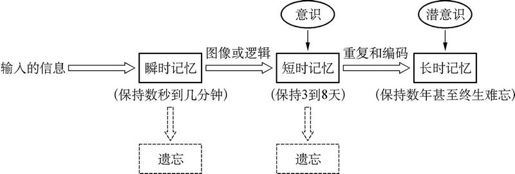 意识
潜意识
输入的信息
瞬时记忆
图像或逻辑
短时记忆
重复和编码
长时记忆
(保持数秒到几分钟)
(保持3到8天)
(保持数年甚至终生难忘)
遗忘
遗忘